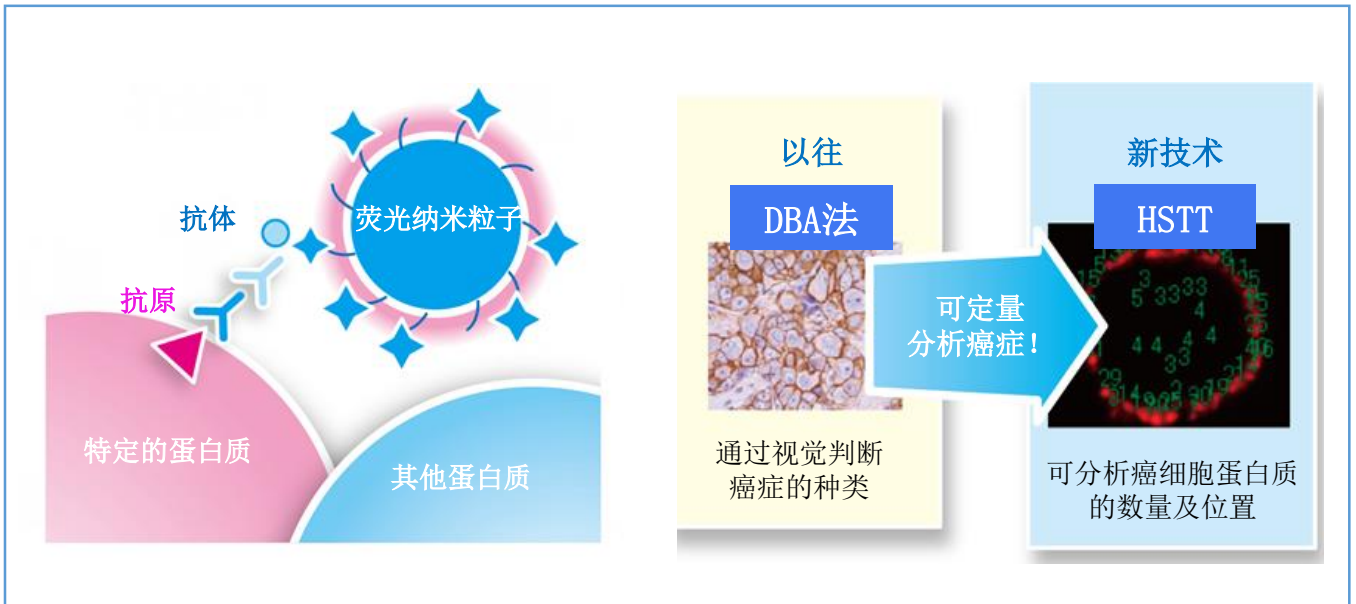 抗体
荧光纳米粒子
抗原
特定的蛋白质
其他蛋白质
以往
DBA法
通过视觉判断
癌症的种类
可定量
分析癌症！
新技术
HSTT
可分析癌细胞蛋白质
的数量及位置